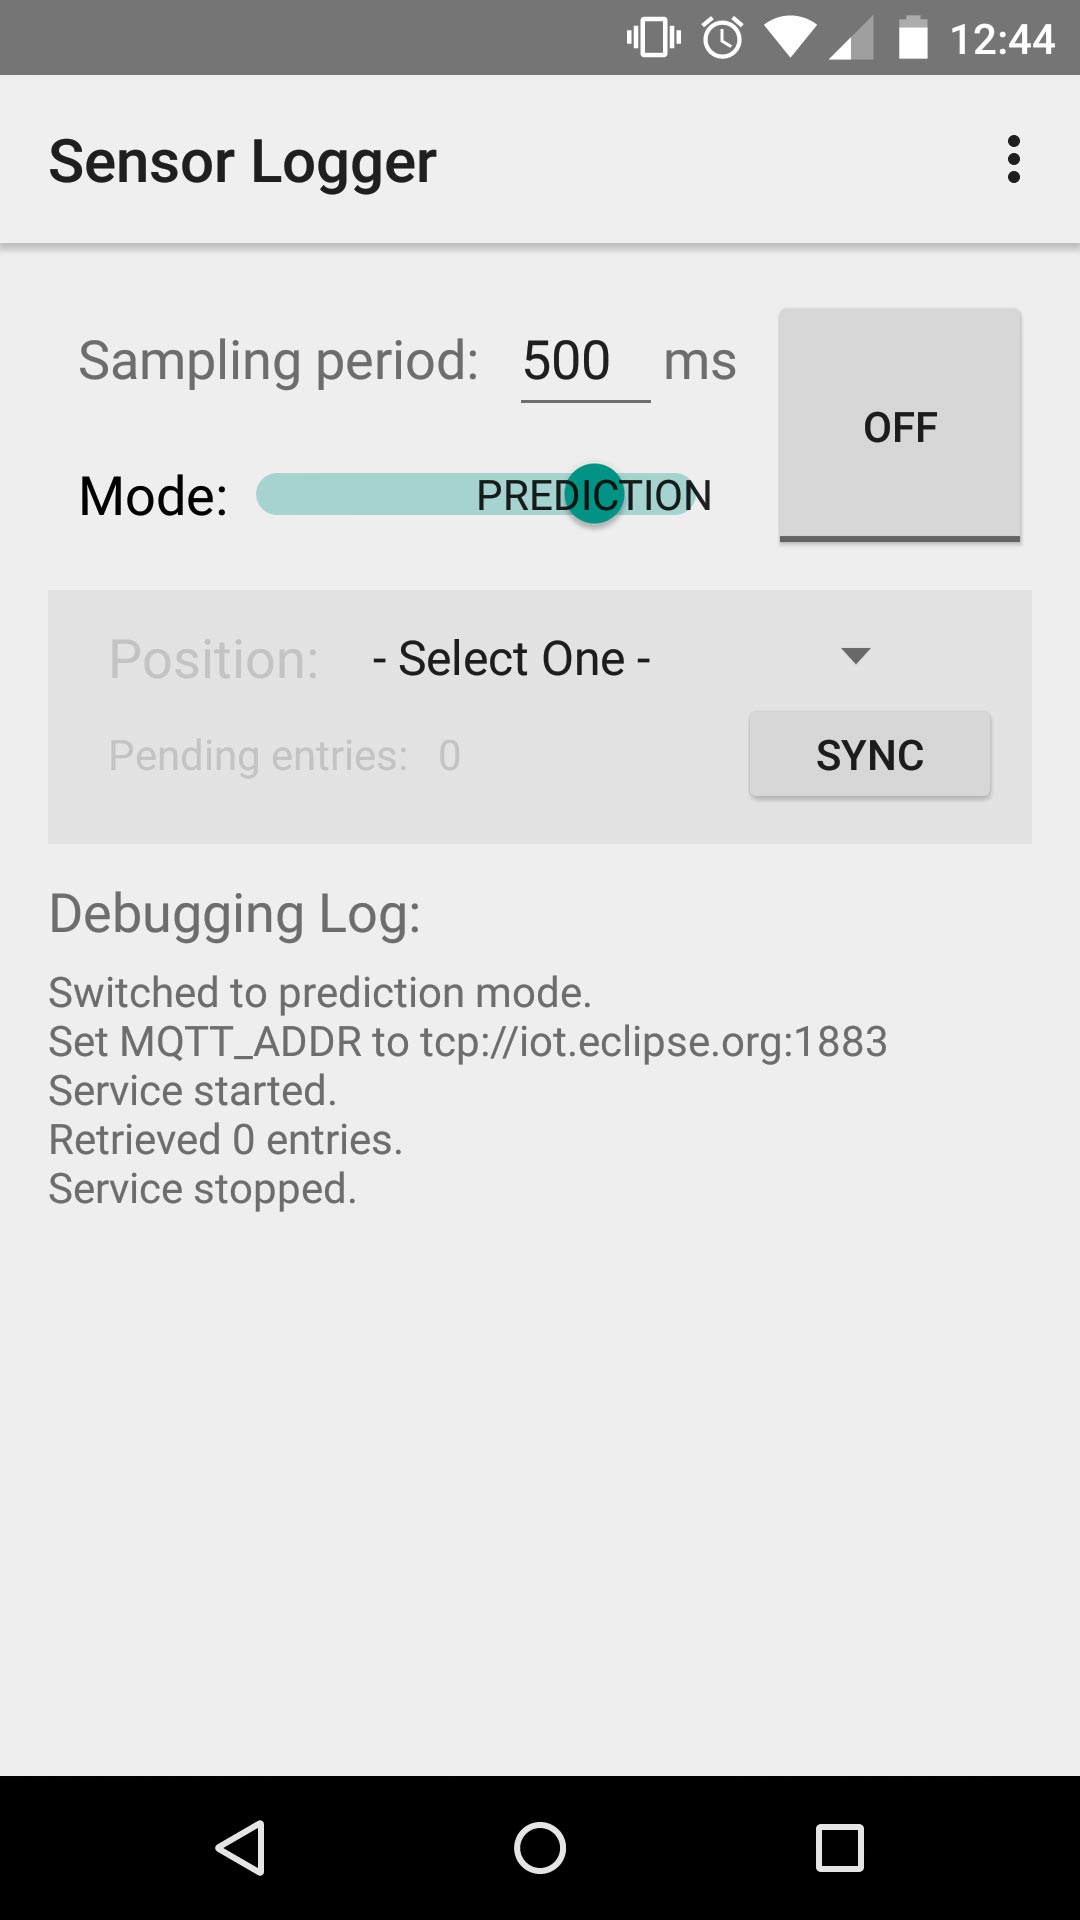 12:44
Sensor Logger
Sampling period: 500 ms
OFF
Mode: PREDICTION
Position: - Select One -
Pending entries: 0
SYNC
Debugging Log:
Switched to prediction mode.
Set MQTT_ADDR to tcp://iot.eclipse.org:1883
Service started.
Retrieved 0 entries.
Service stopped.